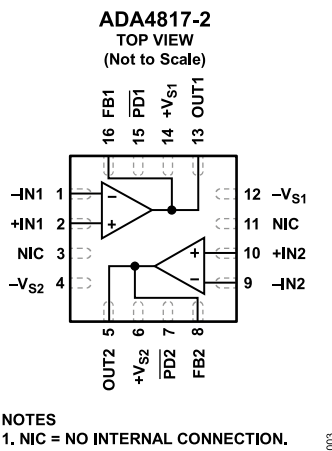 ADA4817-2
TOP VIEW
(Not to Scale)
16 FB1
15 P̅D̅1
14 +VS1
13 OUT1
–IN1 1
+IN1 2
NIC 3
–VS2 4
12 –VS1
11 NIC
10 +IN2
9 –IN2
–
+
+
–
5 OUT2
6 +VS2
7 P̅D̅2
8 FB2
NOTES
1. NIC = NO INTERNAL CONNECTION.
003